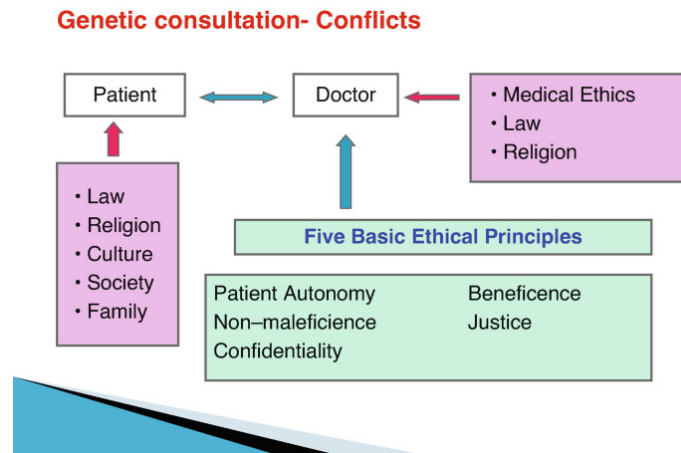 Genetic consultation- Conflicts
Patient
Doctor
• Medical Ethics
• Law
• Religion
• Law
• Religion
• Culture
• Society
• Family
Five Basic Ethical Principles
Patient Autonomy
Beneficence
Non–maleficience
Justice
Confidentiality